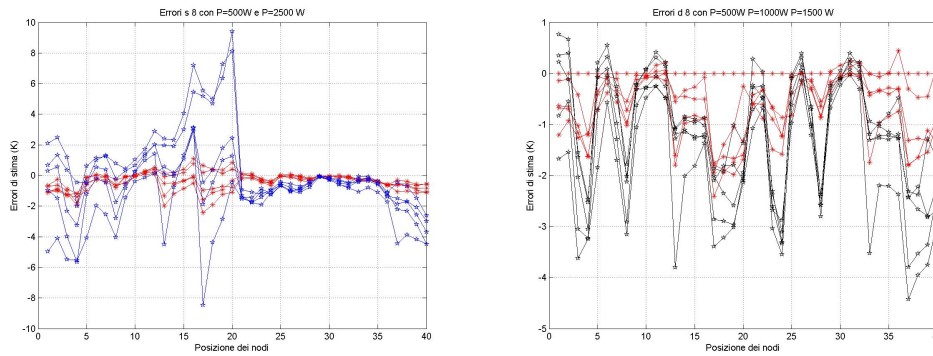 Errori s 8 con P=500W e P=2500 W
10
8
6
4
2
0
-2
-4
-6
-8
-10
Errori di stima (K)
0 5 10 15 20 25 30 35 40
Posizione dei nodi
Errori d 8 con P=500W P=1000W P=1500 W
1
0
-1
-2
-3
-4
-5
Errori di stima (K)
0 5 10 15 20 25 30 35 40
Posizione dei nodi